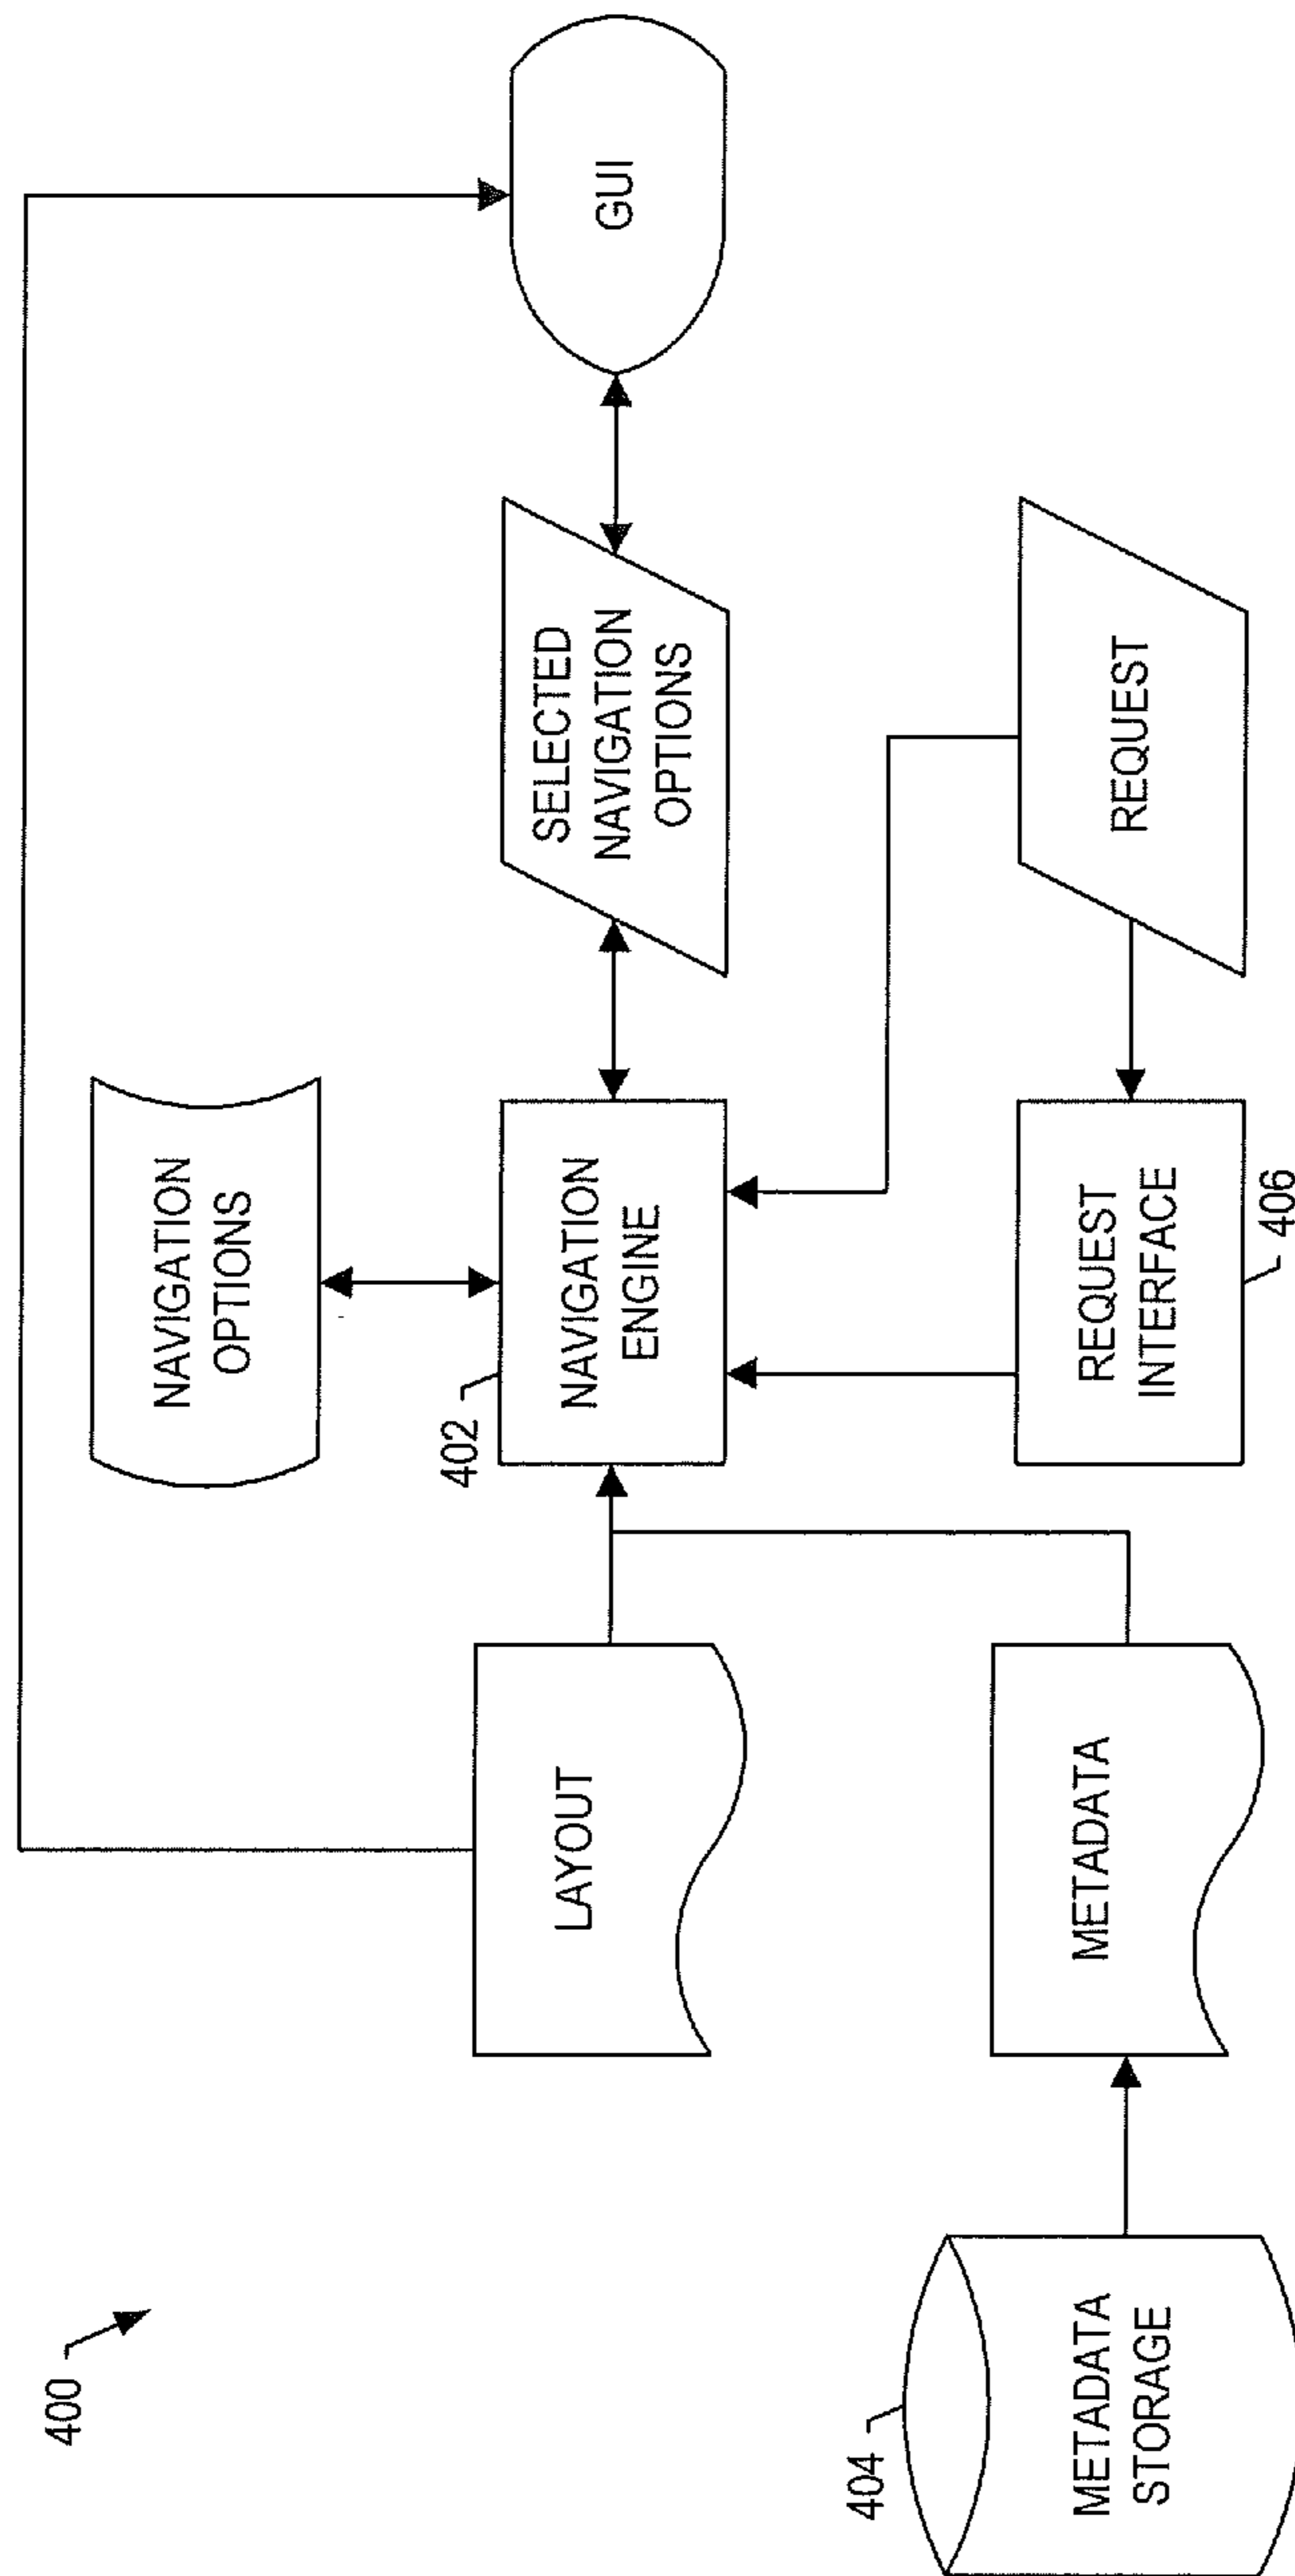 400
NAVIGATION
OPTIONS
402
LAYOUT
NAVIGATION
ENGINE
SELECTED
NAVIGATION
OPTIONS
GUI
404
METADATA
STORAGE
METADATA
REQUEST
INTERFACE
REQUEST
406